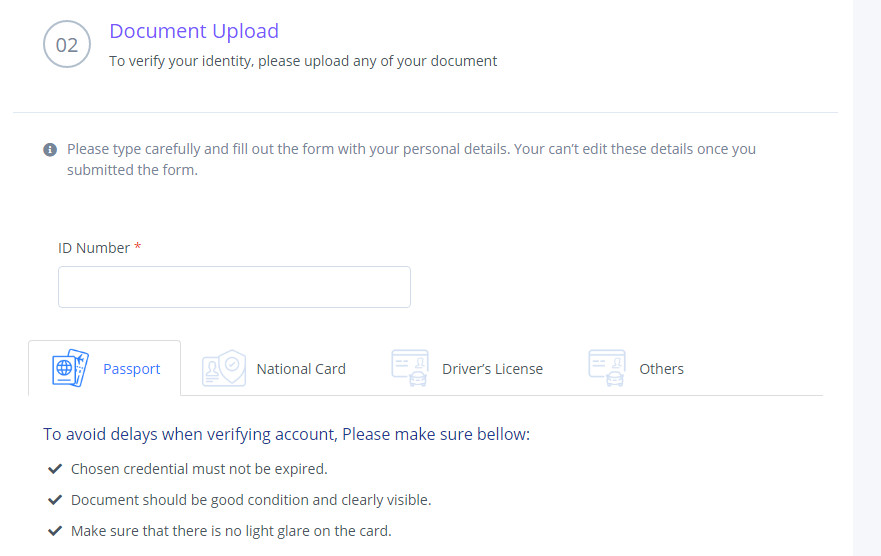 02
Document Upload
To verify your identity, please upload any of your document
Please type carefully and fill out the form with your personal details. Your can't edit these details once you
submitted the form.
ID Number *
Passport
National Card
Driver's License
Others
To avoid delays when verifying account, Please make sure bellow:
Chosen credential must not be expired.
Document should be good condition and clearly visible.
Make sure that there is no light glare on the card.